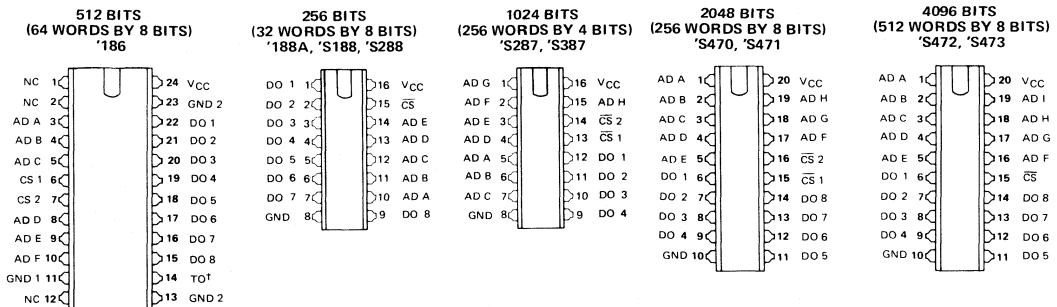 512 BITS
(64 WORDS BY 8 BITS)
'186
NC 1 24 VCC
NC 2 23 GND 2
AD A 3 22 DO 1
AD B 4 21 DO 2
AD C 5 20 DO 3
CS 1 6 19 DO 4
CS 2 7 18 DO 5
AD D 8 17 DO 6
AD E 9 16 DO 7
AD F 10 15 DO 8
GND 1 11 14 TO†
NC 12 13 GND 2
256 BITS
(32 WORDS BY 8 BITS)
'188A, 'S188, 'S288
DO 1 1 16 VCC
DO 2 2 15 C̅S̅
DO 3 3 14 AD E
DO 4 4 13 AD D
DO 5 5 12 AD C
DO 6 6 11 AD B
DO 7 7 10 AD A
GND 8 9 DO 8
1024 BITS
(256 WORDS BY 4 BITS)
'S287, 'S387
AD G 1 16 VCC
AD F 2 15 AD H
AD E 3 14 C̅S̅ 2
AD D 4 13 C̅S̅ 1
AD A 5 12 DO 1
AD B 6 11 DO 2
AD C 7 10 DO 3
GND 8 9 DO 4
2048 BITS
(256 WORDS BY 8 BITS)
'S470, 'S471
AD A 1 20 VCC
AD B 2 19 AD H
AD C 3 18 AD G
AD D 4 17 AD F
AD E 5 16 C̅S̅ 2
DO 1 6 15 C̅S̅ 1
DO 2 7 14 DO 8
DO 3 8 13 DO 7
DO 4 9 12 DO 6
GND 10 11 DO 5
4096 BITS
(512 WORDS BY 8 BITS)
'S472, 'S473
AD A 1 20 VCC
AD B 2 19 AD I
AD C 3 18 AD H
AD D 4 17 AD G
AD E 5 16 AD F
DO 1 6 15 C̅S̅
DO 2 7 14 DO 8
DO 3 8 13 DO 7
DO 4 9 12 DO 6
GND 10 11 DO 5